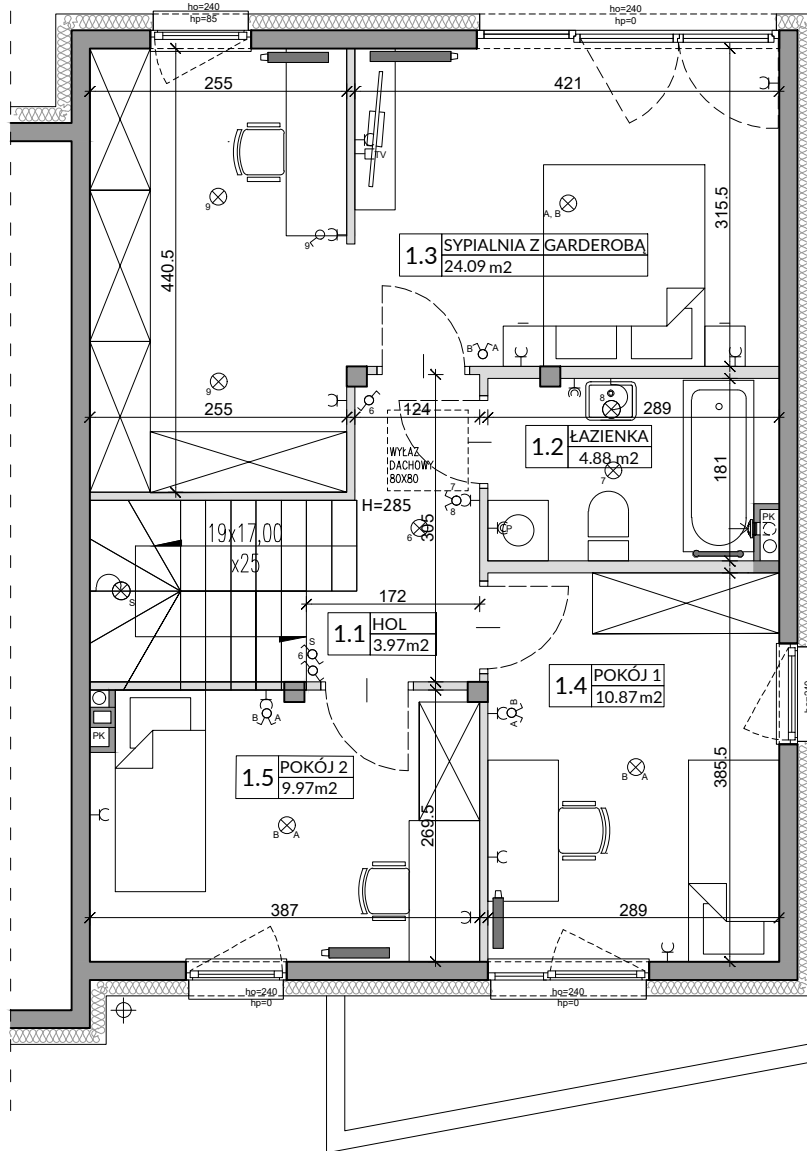 ho=240
hp=85
ho=240
hp=0
255
421
TV
9
A, B
315.5
9
1.3
SYPIALNIA Z GARDEROBĄ
24.09 m2
440.5
B
A
9
6
8
255
124
289
1.2
ŁAZIENKA
4.88 m2
WYŁAZ
DACHOWY
80X80
181
7
7
8
H=285
305
6
CP
PK
19x17,00
x25
S
172
1.1
HOL
3.97m2
S
6
1.4
POKÓJ 1
10.87m2
B
A
B
A
PK
1.5
POKÓJ 2
9.97m2
385.5
B
A
B
A
269.5
387
289
ho=240
hp=0
ho=240
hp=0